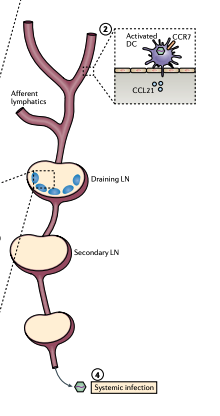 2
Activated
DC
CCR7
CCL21
Afferent
lymphatics
Draining LN
Secondary LN
4
Systemic infection